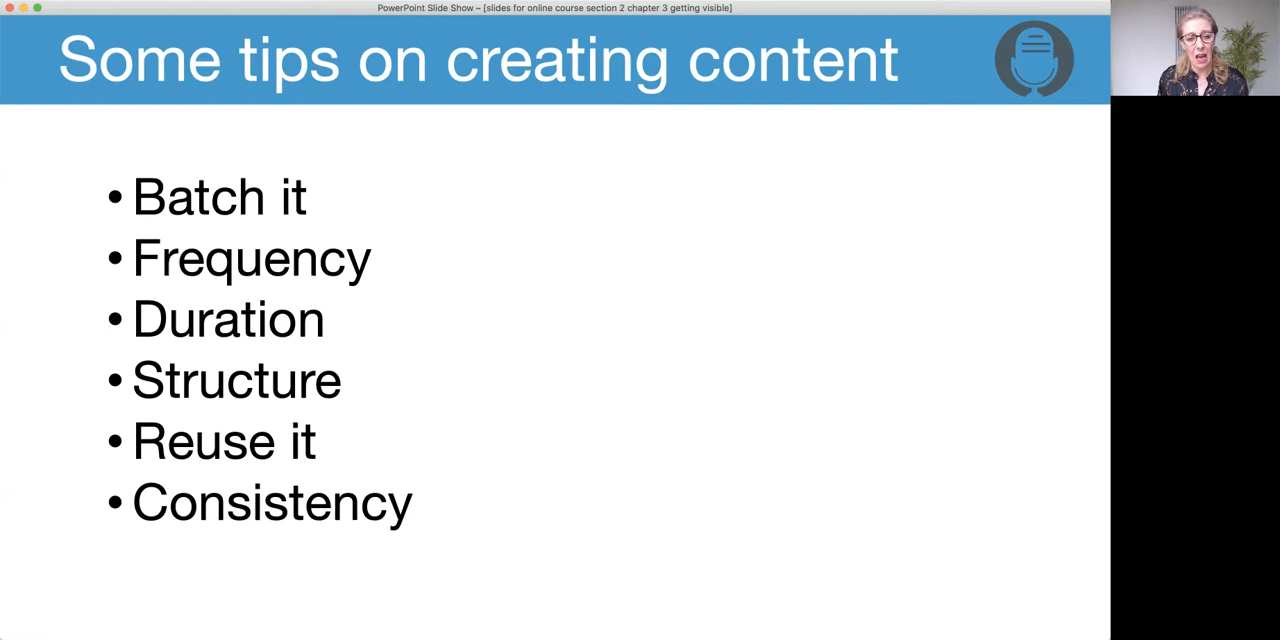 PowerPoint Slide Show – [slides for online course section 2 chapter 3 getting visible]
Some tips on creating content
• Batch it
• Frequency
• Duration
• Structure
• Reuse it
• Consistency